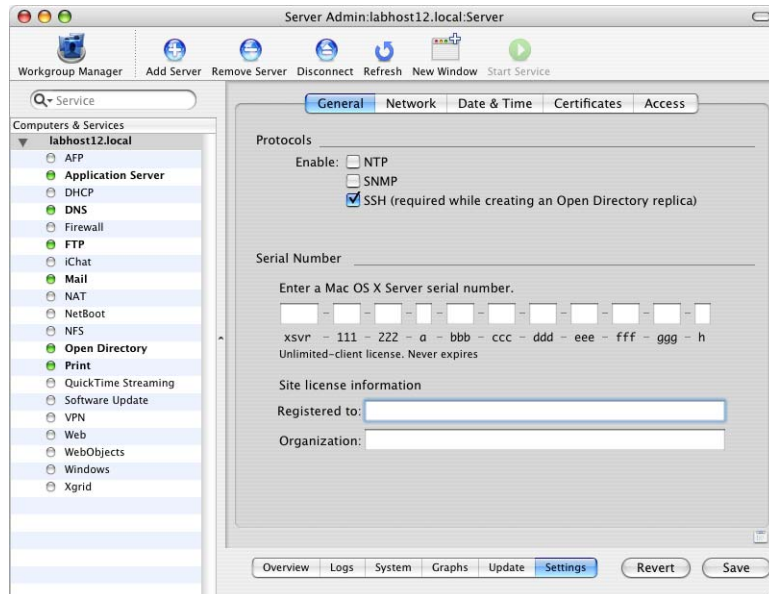 Server Admin:labhost12.local:Server
Workgroup Manager Add Server Remove Server Disconnect Refresh New Window Start Service
Service
Computers & Services
labhost12.local
AFP
Application Server
DHCP
DNS
Firewall
FTP
iChat
Mail
NAT
NetBoot
NFS
Open Directory
Print
QuickTime Streaming
Software Update
VPN
Web
WebObjects
Windows
Xgrid
General Network Date & Time Certificates Access
Protocols
Enable: NTP
SNMP
SSH (required while creating an Open Directory replica)
Serial Number
Enter a Mac OS X Server serial number.
- - - - - - - - - -
xsvr - 111 - 222 - a - bbb - ccc - ddd - eee - fff - ggg - h
Unlimited-client license. Never expires
Site license information
Registered to:
Organization:
Overview Logs System Graphs Update Settings Revert Save